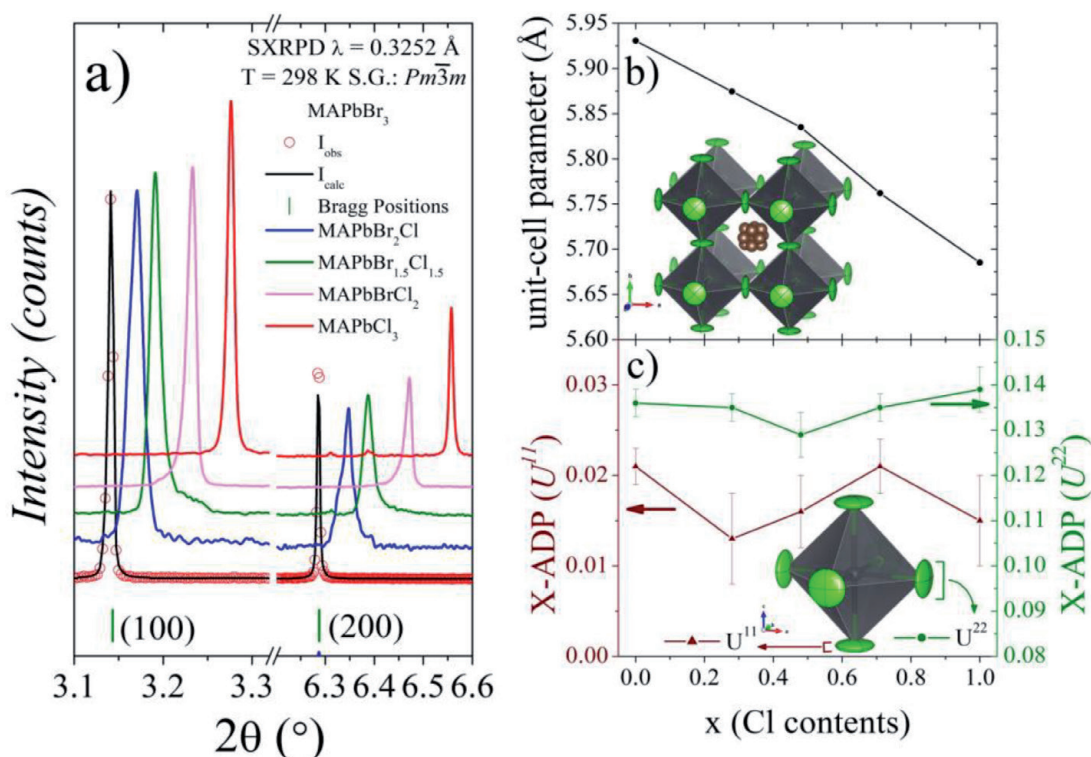 a)
SXRPD λ = 0.3252 Å
T = 298 K S.G.: Pm3̅m
MAPbBr₃
I_obs
I_calc
Bragg Positions
MAPbBr₂Cl
MAPbBr₁.₅Cl₁.₅
MAPbBrCl₂
MAPbCl₃
Intensity (counts)
(100)
(200)
3.1 3.2 3.3 6.3 6.4 6.5 6.6
2θ (°)
b)
unit-cell parameter (Å)
5.95
5.90
5.85
5.80
5.75
5.70
5.65
5.60
c)
X-ADP (U¹¹)
0.03
0.02
0.01
0.00
0.15
0.14
0.13
0.12
0.11
0.10
0.09
0.08
X-ADP (U²²)
U¹¹
U²²
0.0 0.2 0.4 0.6 0.8 1.0
x (Cl contents)